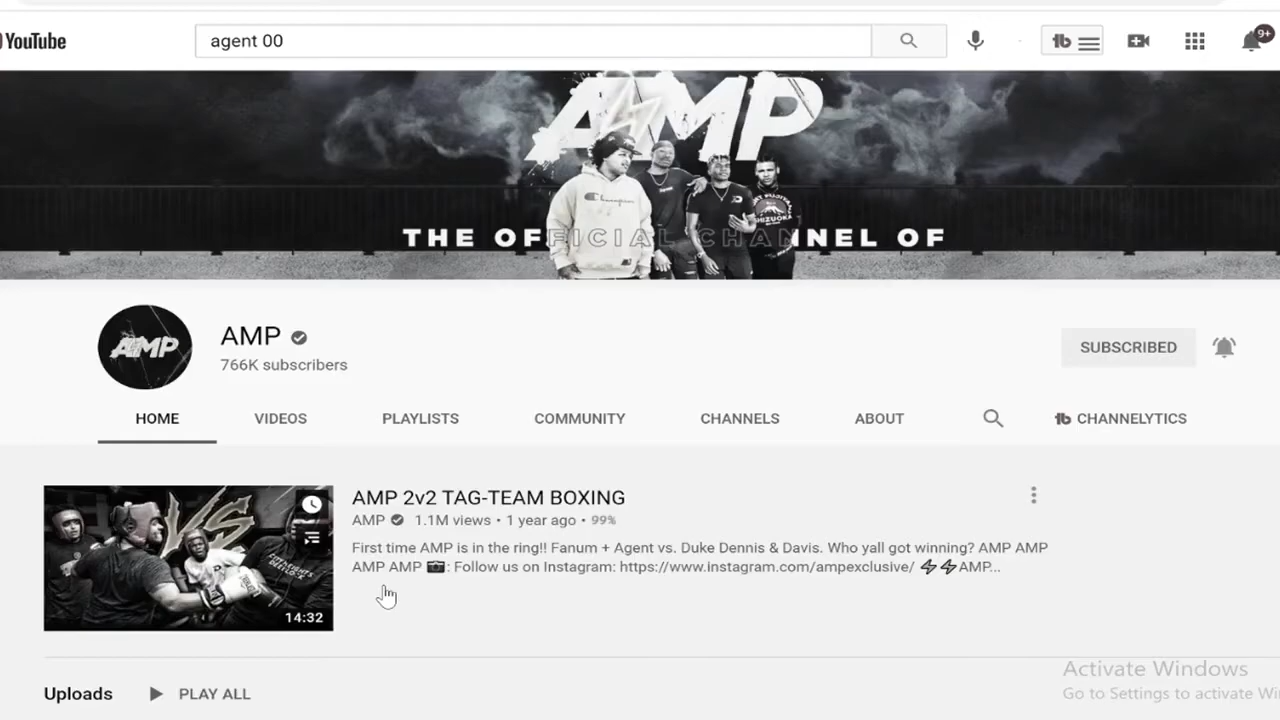 YouTube
agent 00
9+
AMP
THE OFFICIAL CHANNEL OF
AMP
AMP
766K subscribers
SUBSCRIBED
HOME
VIDEOS
PLAYLISTS
COMMUNITY
CHANNELS
ABOUT
CHANNELYTICS
VS
14:32
AMP 2v2 TAG-TEAM BOXING
AMP 1.1M views • 1 year ago • 99%
First time AMP is in the ring!! Fanum + Agent vs. Duke Dennis & Davis. Who yall got winning? AMP AMP
AMP AMP 📷: Follow us on Instagram: https://www.instagram.com/ampexclusive/ ⚡⚡AMP...
Uploads
PLAY ALL
Activate Windows
Go to Settings to activate Wi